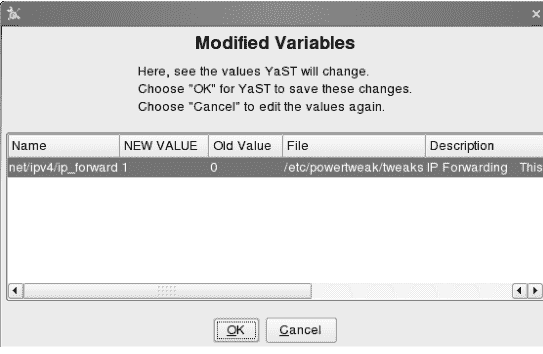 Modified Variables
Here, see the values YaST will change.
Choose "OK" for YaST to save these changes.
Choose "Cancel" to edit the values again.
Name NEW VALUE Old Value File Description
net/ipv4/ip_forward 1 0 /etc/powertweak/tweaks IP Forwarding This
OK Cancel